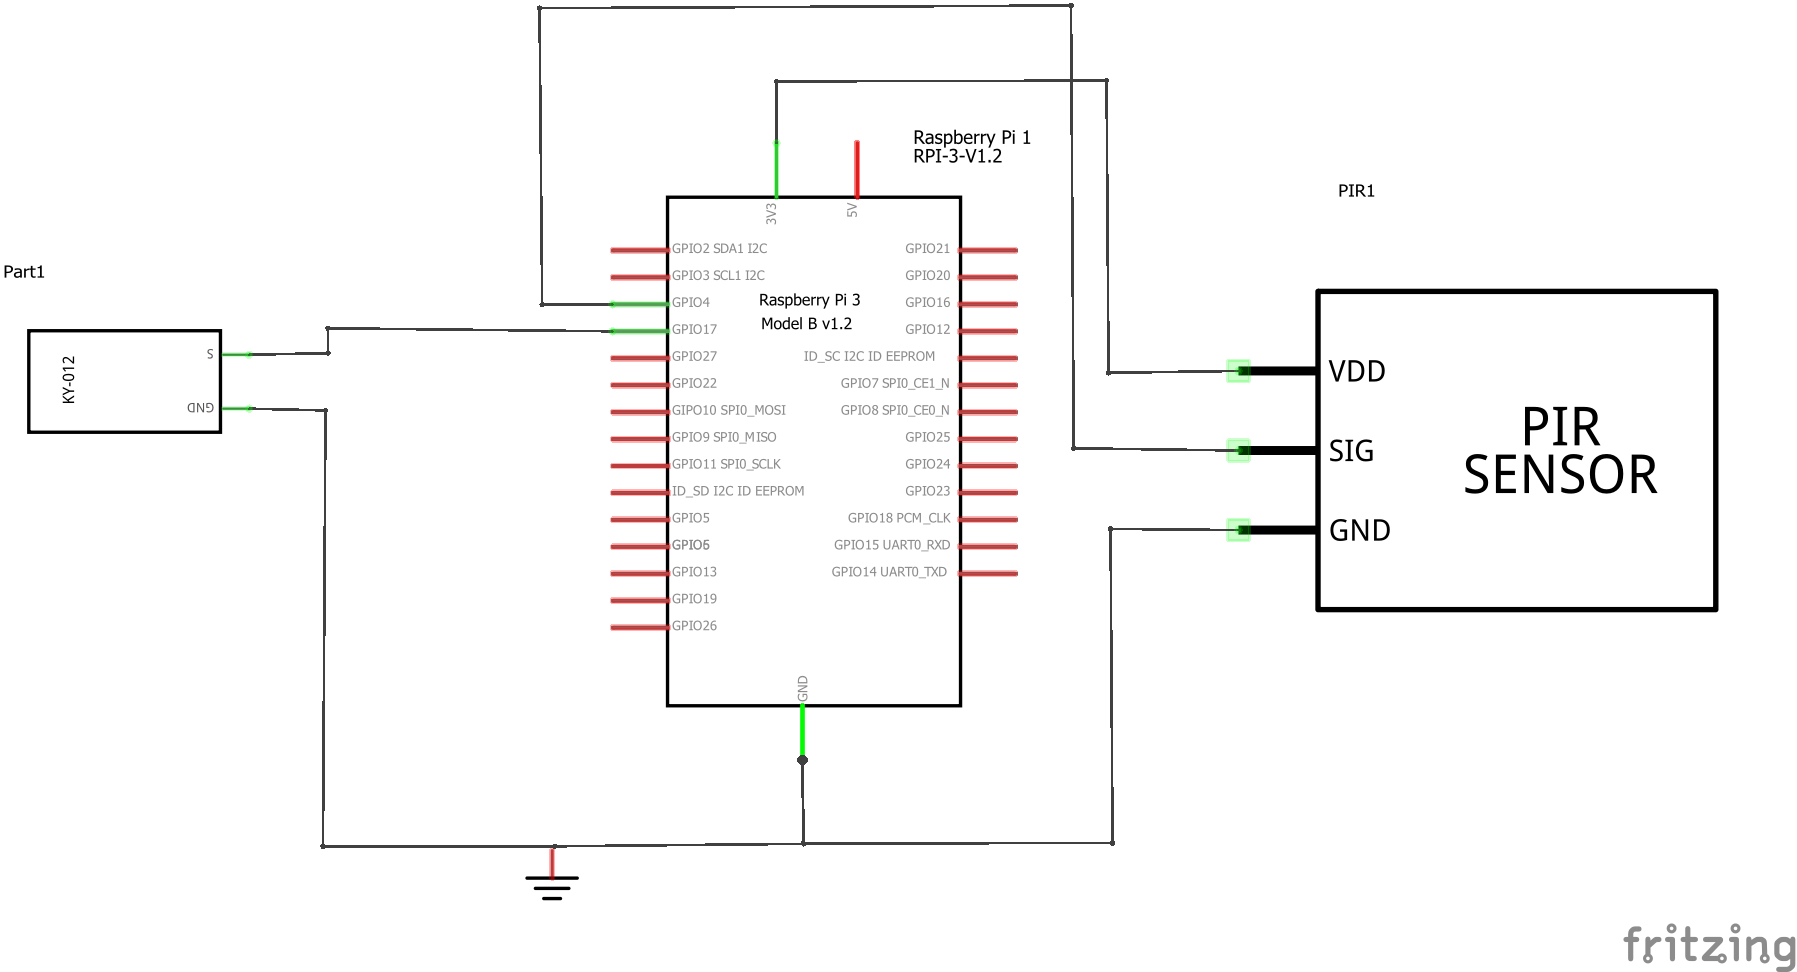 Raspberry Pi 1
RPI-3-V1.2
PIR1
Part1
KY-012
S
GND
3V3
5V
GPIO2 SDA1 I2C
GPIO3 SCL1 I2C
GPIO4
GPIO17
GPIO27
GPIO22
GIPO10 SPI0_MOSI
GPIO9 SPI0_MISO
GPIO11 SPI0_SCLK
ID_SD I2C ID EEPROM
GPIO5
GPIO6
GPIO13
GPIO19
GPIO26
Raspberry Pi 3
Model B v1.2
GPIO21
GPIO20
GPIO16
GPIO12
ID_SC I2C ID EEPROM
GPIO7 SPI0_CE1_N
GPIO8 SPI0_CE0_N
GPIO25
GPIO24
GPIO23
GPIO18 PCM_CLK
GPIO15 UART0_RXD
GPIO14 UART0_TXD
GND
VDD
SIG
GND
PIR
SENSOR
fritzing